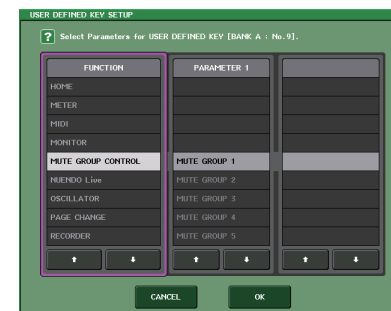 USER DEFINED KEY SETUP
? Select Parameters for USER DEFINED KEY [BANK A : No.9].
FUNCTION
PARAMETER 1
HOME
METER
MIDI
MONITOR
MUTE GROUP CONTROL
MUTE GROUP 1
NUENDO Live
MUTE GROUP 2
OSCILLATOR
MUTE GROUP 3
PAGE CHANGE
MUTE GROUP 4
RECORDER
MUTE GROUP 5
CANCEL
OK